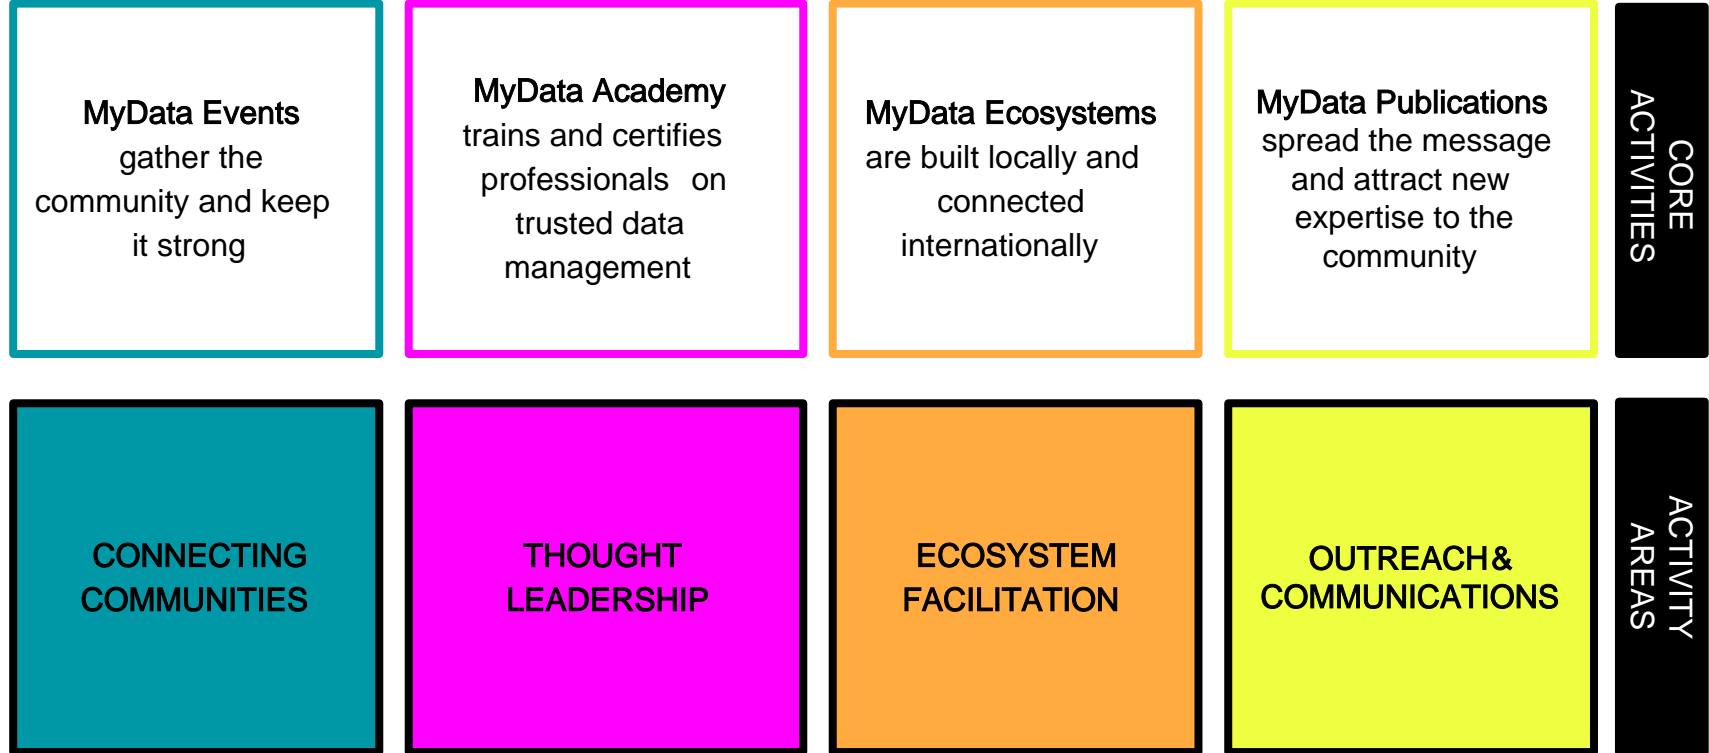 MyData Events
gather the
community and keep
it strong
MyData Academy
trains and certifies
professionals on
trusted data
management
MyData Ecosystems
are built locally and
connected
internationally
MyData Publications
spread the message
and attract new
expertise to the
community
CORE
ACTIVITIES
CONNECTING
COMMUNITIES
THOUGHT
LEADERSHIP
ECOSYSTEM
FACILITATION
OUTREACH &
COMMUNICATIONS
ACTIVITY
AREAS